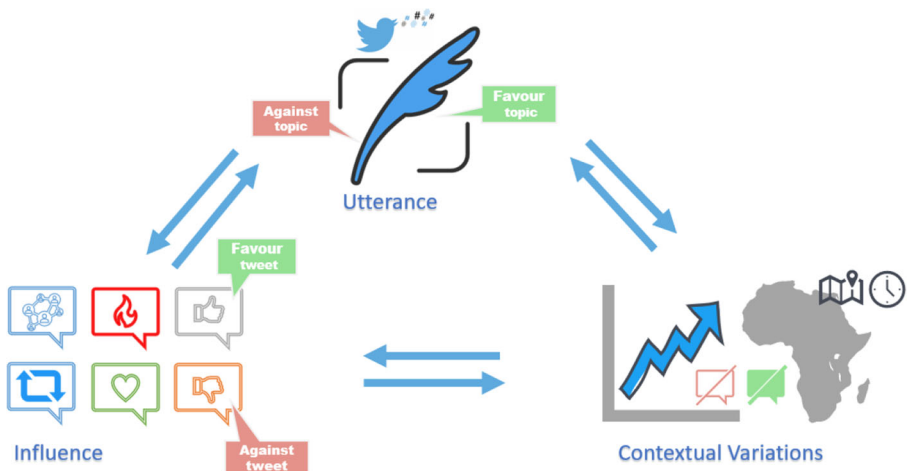 Against
topic
Favour
topic
Utterance
Favour
tweet
Against
tweet
Influence
Contextual Variations